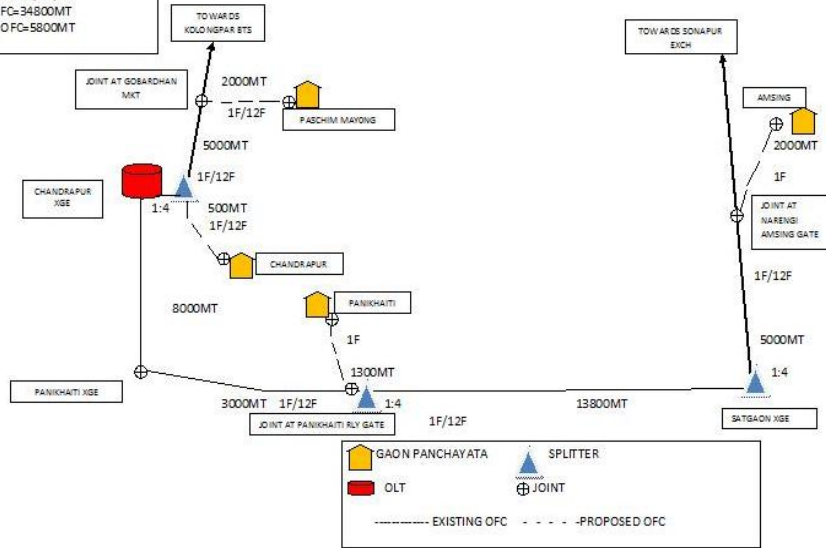 FC=34800MT
OFC=5800MT
TOWARDS
KOLONGPAR BTS
TOWARDS SONAPUR
EXCH
JOINT AT GOBARDHAN
MKT
2000MT
1F/12F
PASCHIM MAYONG
AMSING
2000MT
1F
5000MT
1F/12F
CHANDRAPUR
XGE
1:4
500MT
1F/12F
JOINT AT
NARENGI
AMSING GATE
CHANDRAPUR
1F/12F
8000MT
PANIKHAITI
1F
5000MT
1300MT
1:4
PANIKHAITI XGE
3000MT
1F/12F
1:4
13800MT
1F/12F
JOINT AT PANIKHAITI RLY GATE
SATGAON XGE
GAON PANCHAYATA
SPLITTER
OLT
JOINT
------------ EXISTING OFC
- - - - -PROPOSED OFC